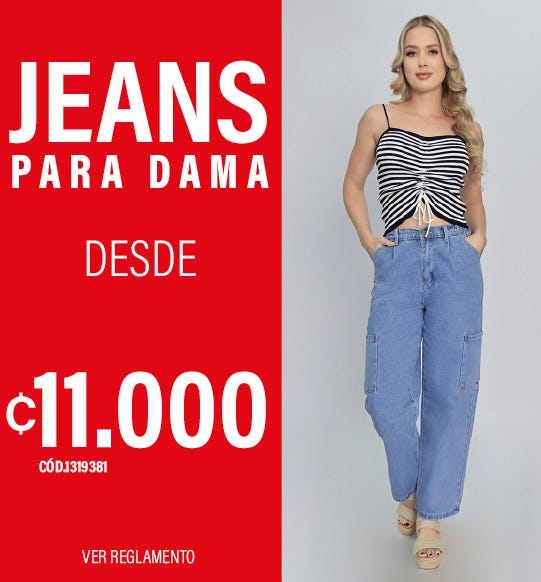 JEANS
PARA DAMA
DESDE
₡11.000
CÓD.1319381
VER REGLAMENTO